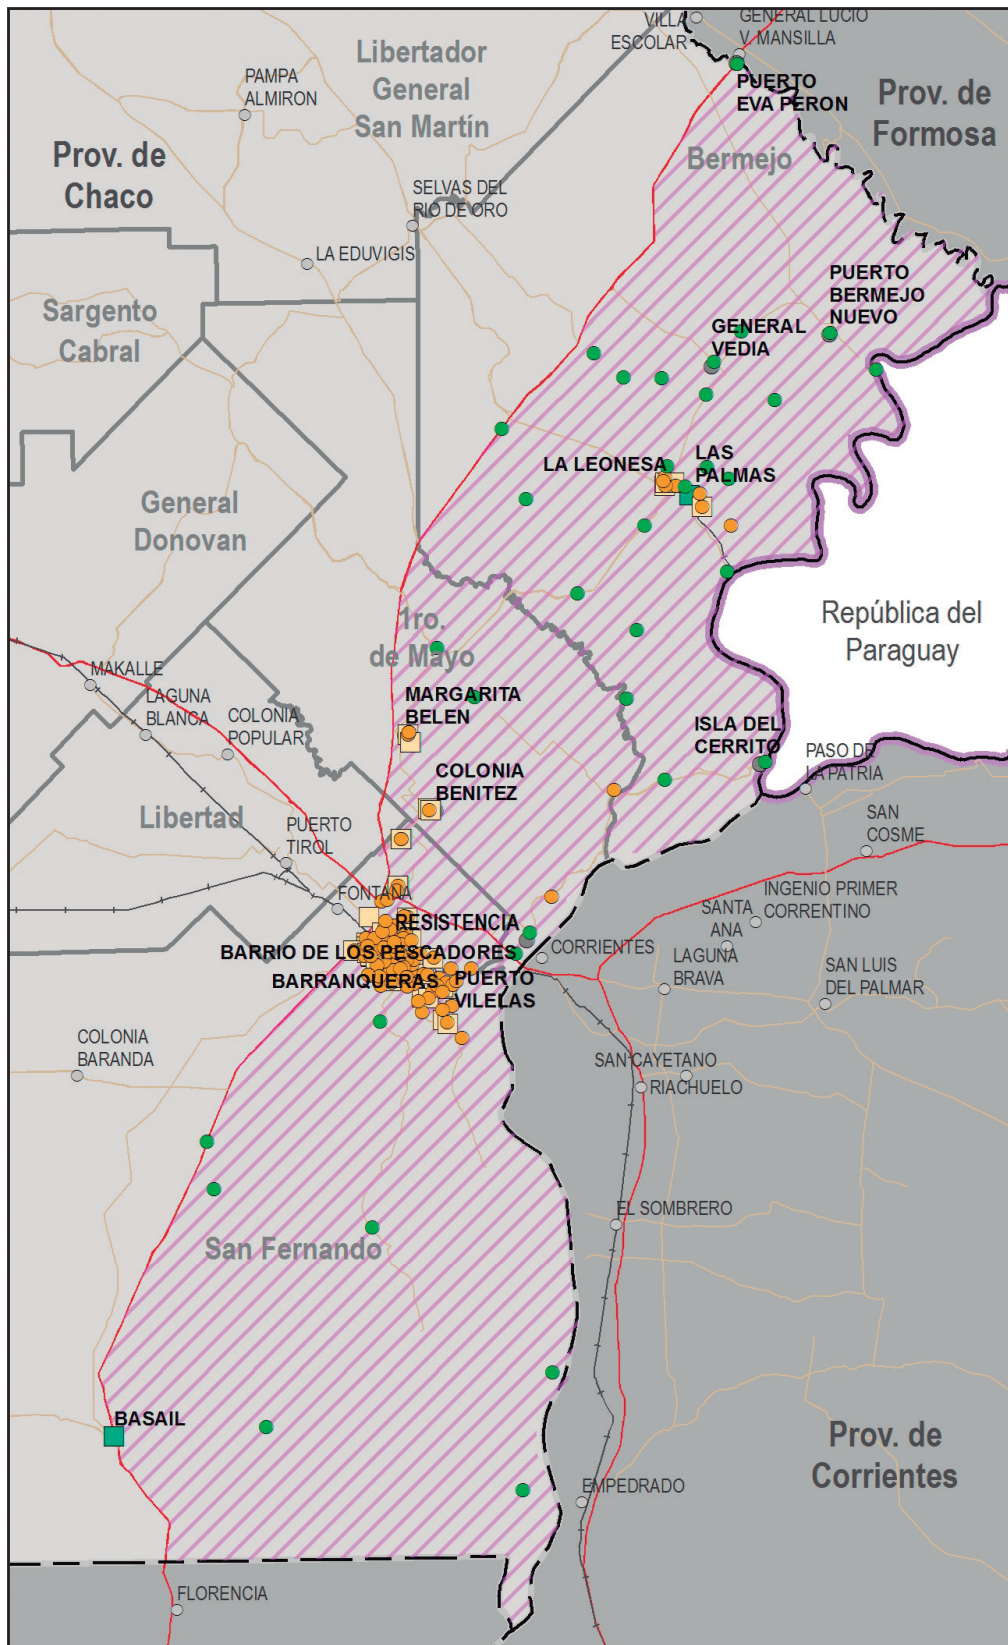 VILLA
ESCOLAR
GENERAL LUCIO
V. MANSILLA
Libertador
General
San Martín
PAMPA
ALMIRON
PUERTO
EVA PERON
Prov. de
Formosa
Prov. de
Chaco
Bermejo
SELVAS DEL
RIO DE ORO
LA EDUVIGIS
PUERTO
BERMEJO
NUEVO
Sargento
Cabral
GENERAL
VEDIA
LA LEONESA
LAS
PALMAS
General
Donovan
1ro.
de Mayo
República del
Paraguay
MAKALLE
LAGUNA
BLANCA
COLONIA
POPULAR
MARGARITA
BELEN
ISLA DEL
CERRITO
PASO DE
LA PATRIA
COLONIA
BENITEZ
Libertad
PUERTO
TIROL
SAN
COSME
FONTANA
INGENIO PRIMER
CORRENTINO
SANTA
ANA
RESISTENCIA
BARRIO DE LOS PESCADORES
CORRIENTES
BARRANQUERAS
PUERTO
VILELAS
LAGUNA
BRAVA
SAN LUIS
DEL PALMAR
COLONIA
BARANDA
SAN CAYETANO
RIACHUELO
EL SOMBRERO
San Fernando
BASAIL
Prov. de
Corrientes
EMPEDRADO
FLORENCIA